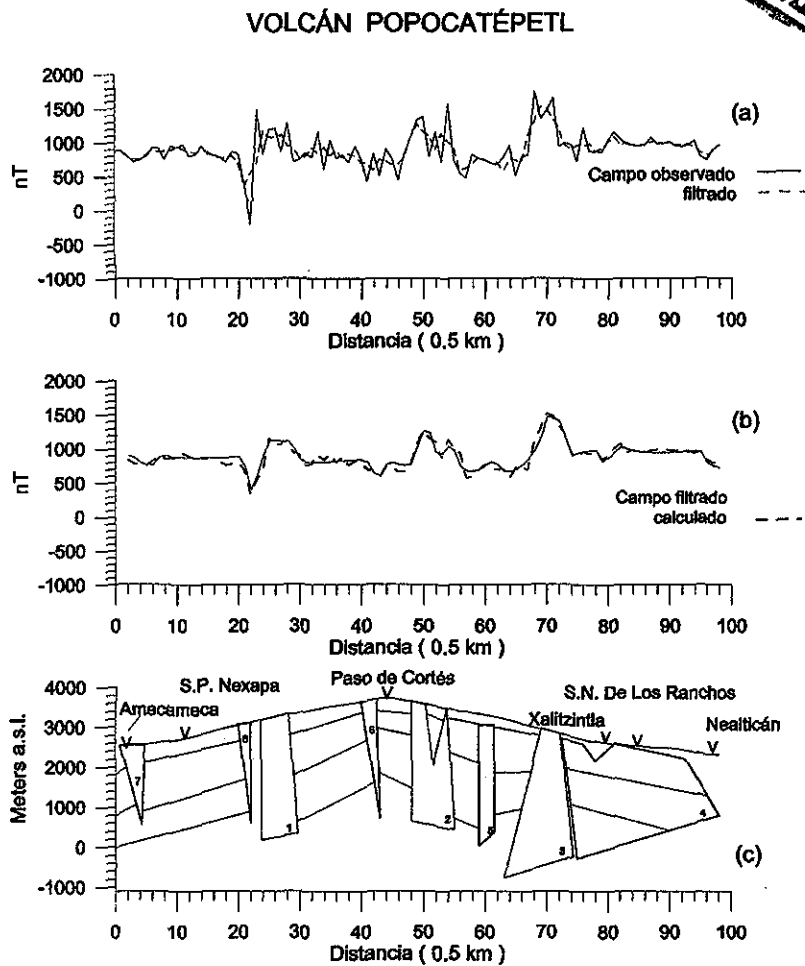 VOLCÁN POPOCATÉPETL
2000
1500
1000
500
0
-500
-1000
nT
(a)
Campo observado
filtrado
0 10 20 30 40 50 60 70 80 90 100
Distancia ( 0.5 km )
2000
1500
1000
500
0
-500
-1000
nT
(b)
Campo filtrado
calculado
0 10 20 30 40 50 60 70 80 90 100
Distancia ( 0.5 km )
4000
3000
2000
1000
0
-1000
Meters a.s.l.
Amecameca
S.P. Nexapa
Paso de Cortés
S.N. De Los Ranchos
Xalitzintla
Nealticán
7
1
6
2
3
4
(c)
0 10 20 30 40 50 60 70 80 90 100
Distancia ( 0.5 km )